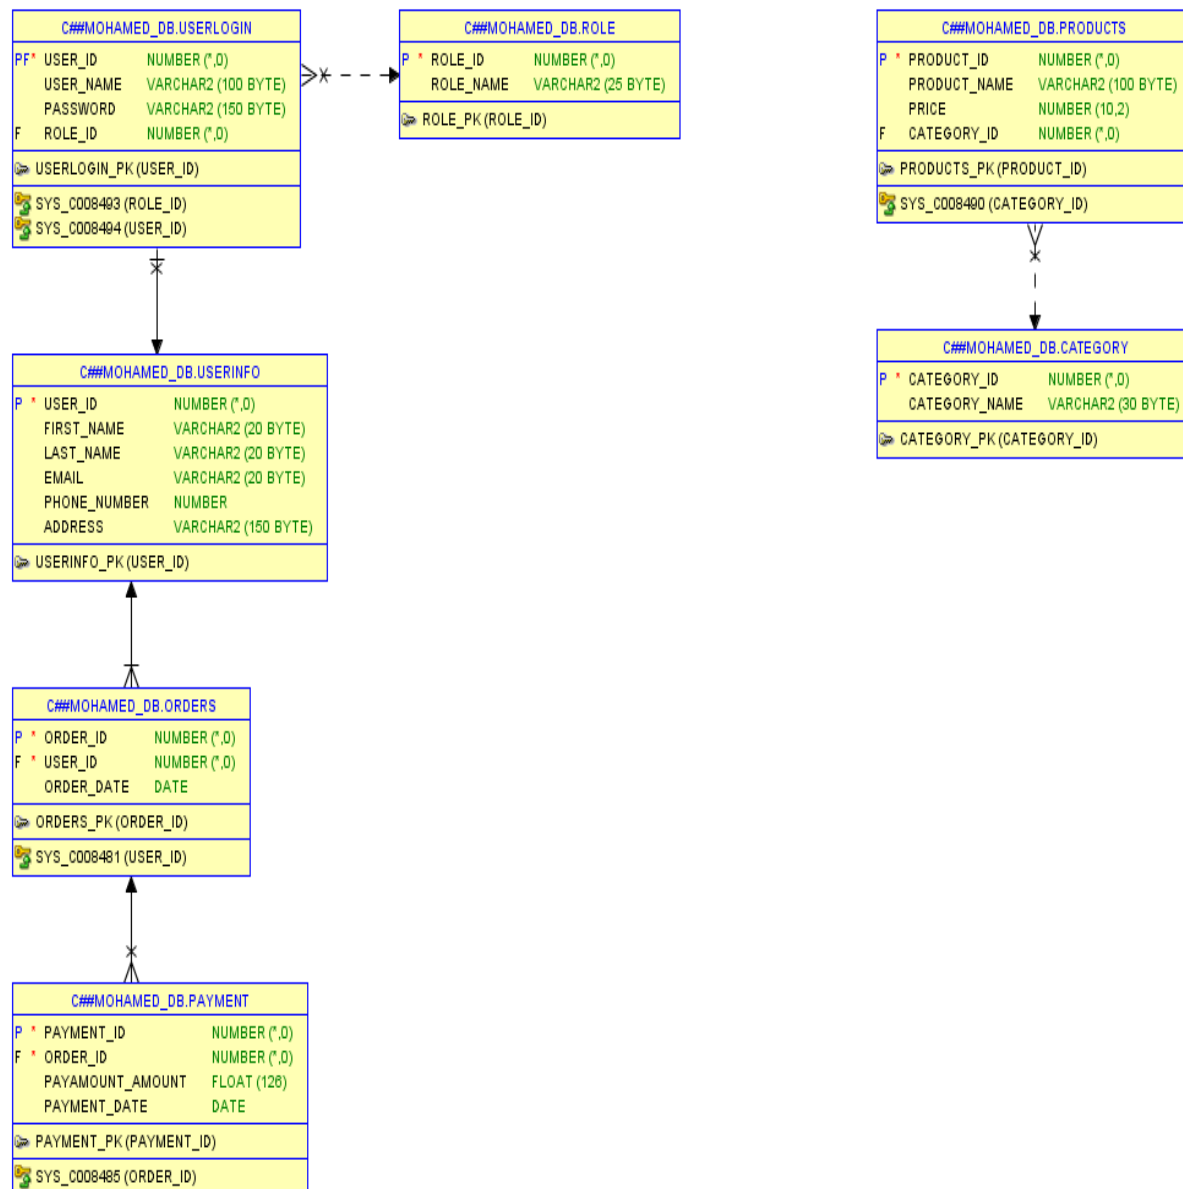 C##MOHAMED_DB.USERLOGIN
PF* USER_ID NUMBER (*,0)
USER_NAME VARCHAR2 (100 BYTE)
PASSWORD VARCHAR2 (150 BYTE)
F ROLE_ID NUMBER (*,0)
USERLOGIN_PK (USER_ID)
SYS_C008493 (ROLE_ID)
SYS_C008494 (USER_ID)
C##MOHAMED_DB.ROLE
P * ROLE_ID NUMBER (*,0)
ROLE_NAME VARCHAR2 (25 BYTE)
ROLE_PK (ROLE_ID)
C##MOHAMED_DB.PRODUCTS
P * PRODUCT_ID NUMBER (*,0)
PRODUCT_NAME VARCHAR2 (100 BYTE)
PRICE NUMBER (10,2)
F CATEGORY_ID NUMBER (*,0)
PRODUCTS_PK (PRODUCT_ID)
SYS_C008490 (CATEGORY_ID)
C##MOHAMED_DB.CATEGORY
P * CATEGORY_ID NUMBER (*,0)
CATEGORY_NAME VARCHAR2 (30 BYTE)
CATEGORY_PK (CATEGORY_ID)
C##MOHAMED_DB.USERINFO
P * USER_ID NUMBER (*,0)
FIRST_NAME VARCHAR2 (20 BYTE)
LAST_NAME VARCHAR2 (20 BYTE)
EMAIL VARCHAR2 (20 BYTE)
PHONE_NUMBER NUMBER
ADDRESS VARCHAR2 (150 BYTE)
USERINFO_PK (USER_ID)
C##MOHAMED_DB.ORDERS
P * ORDER_ID NUMBER (*,0)
F * USER_ID NUMBER (*,0)
ORDER_DATE DATE
ORDERS_PK (ORDER_ID)
SYS_C008481 (USER_ID)
C##MOHAMED_DB.PAYMENT
P * PAYMENT_ID NUMBER (*,0)
F * ORDER_ID NUMBER (*,0)
PAYAMOUNT_AMOUNT FLOAT (126)
PAYMENT_DATE DATE
PAYMENT_PK (PAYMENT_ID)
SYS_C008485 (ORDER_ID)